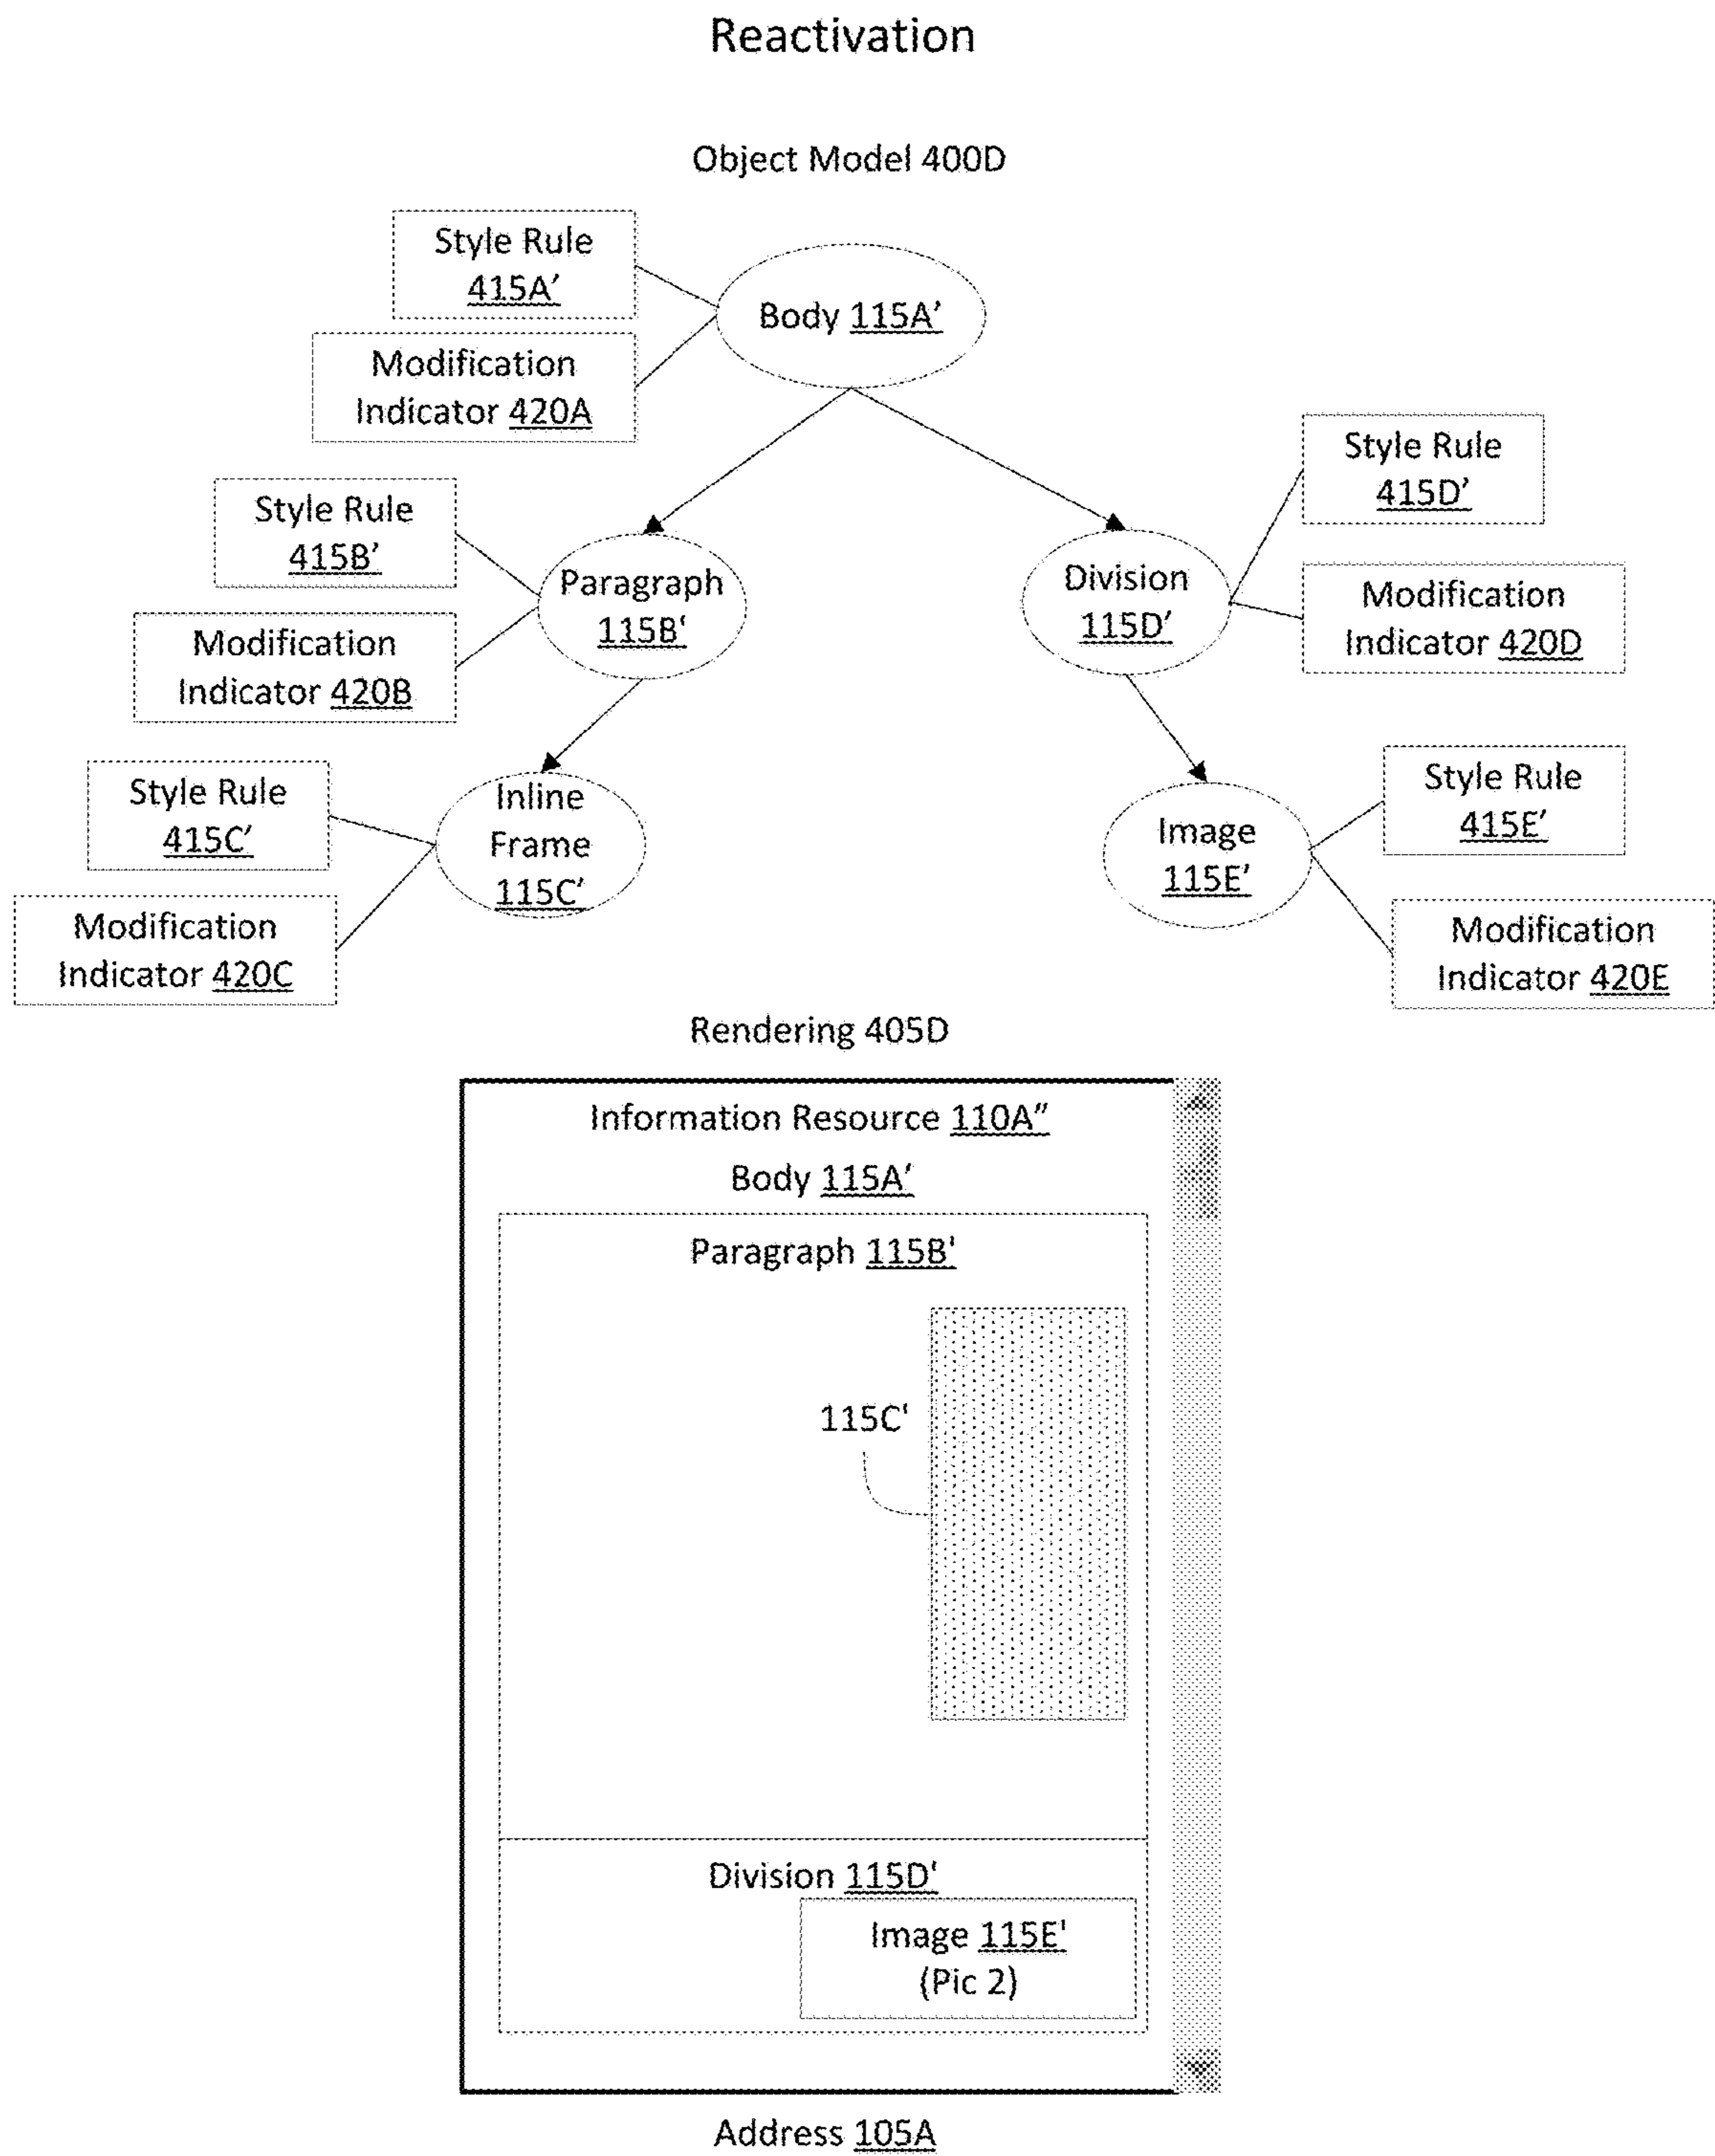 Reactivation
Object Model 400D
Style Rule
415A’
Body 115A’
Modification
Indicator 420A
Style Rule
415D’
Style Rule
415B’
Paragraph
115B‘
Division
115D’
Modification
Indicator 420D
Modification
Indicator 420B
Style Rule
415C’
Inline
Frame
115C’
Image
115E’
Style Rule
415E’
Modification
Indicator 420C
Modification
Indicator 420E
Rendering 405D
Information Resource 110A”
Body 115A’
Paragraph 115B'
115C'
Division 115D'
Image 115E'
(Pic 2)
Address 105A